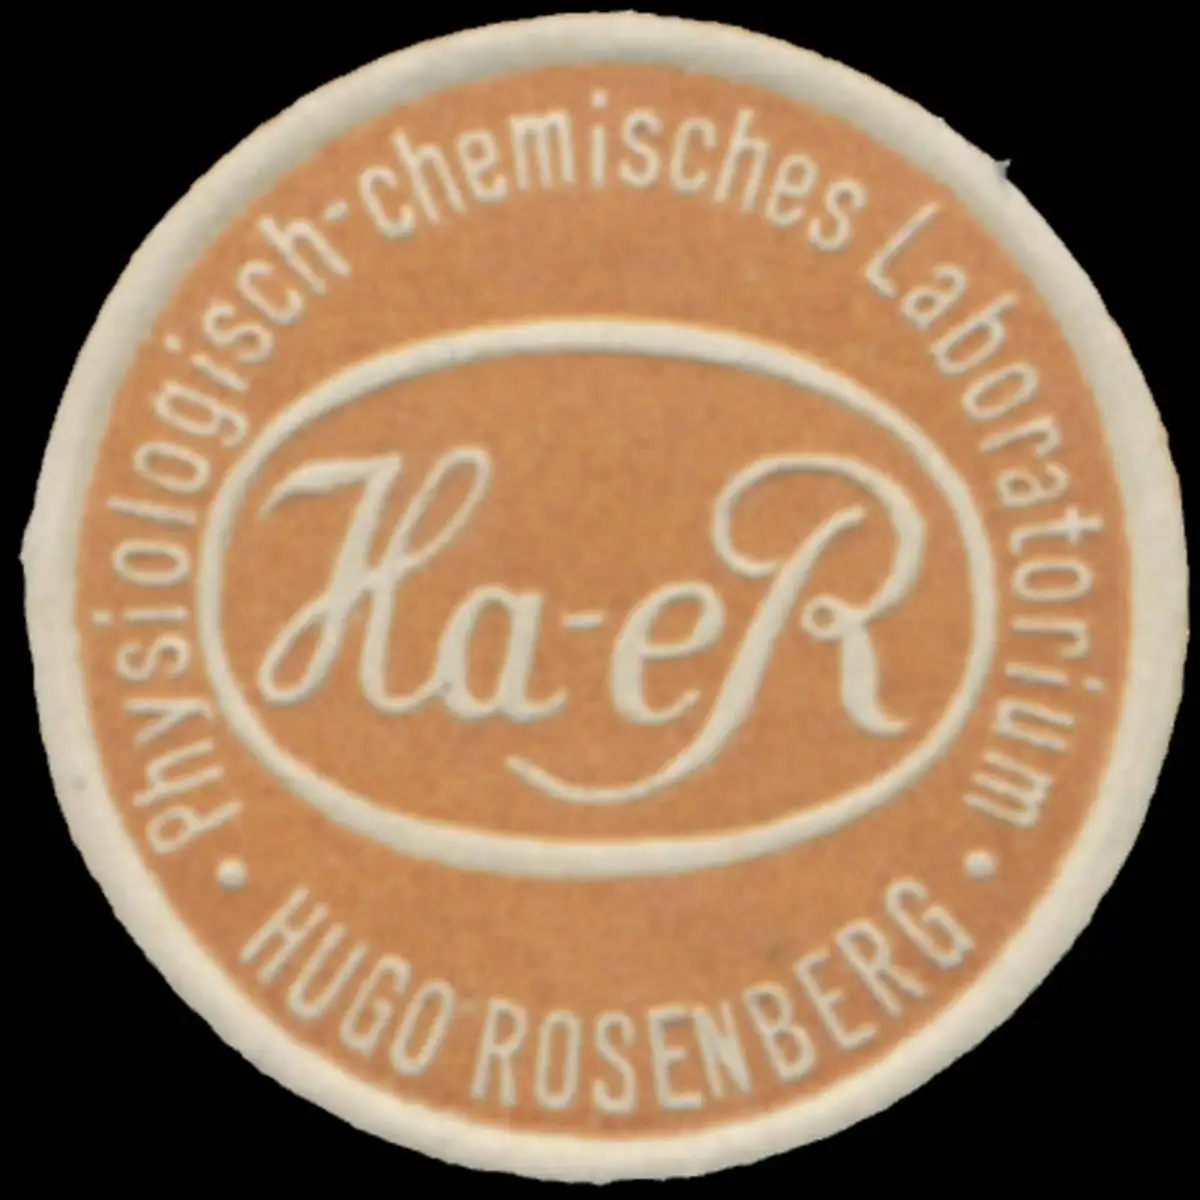 Physiologisch-chemisches Laboratorium
Ha-eR
• HUGO ROSENBERG •